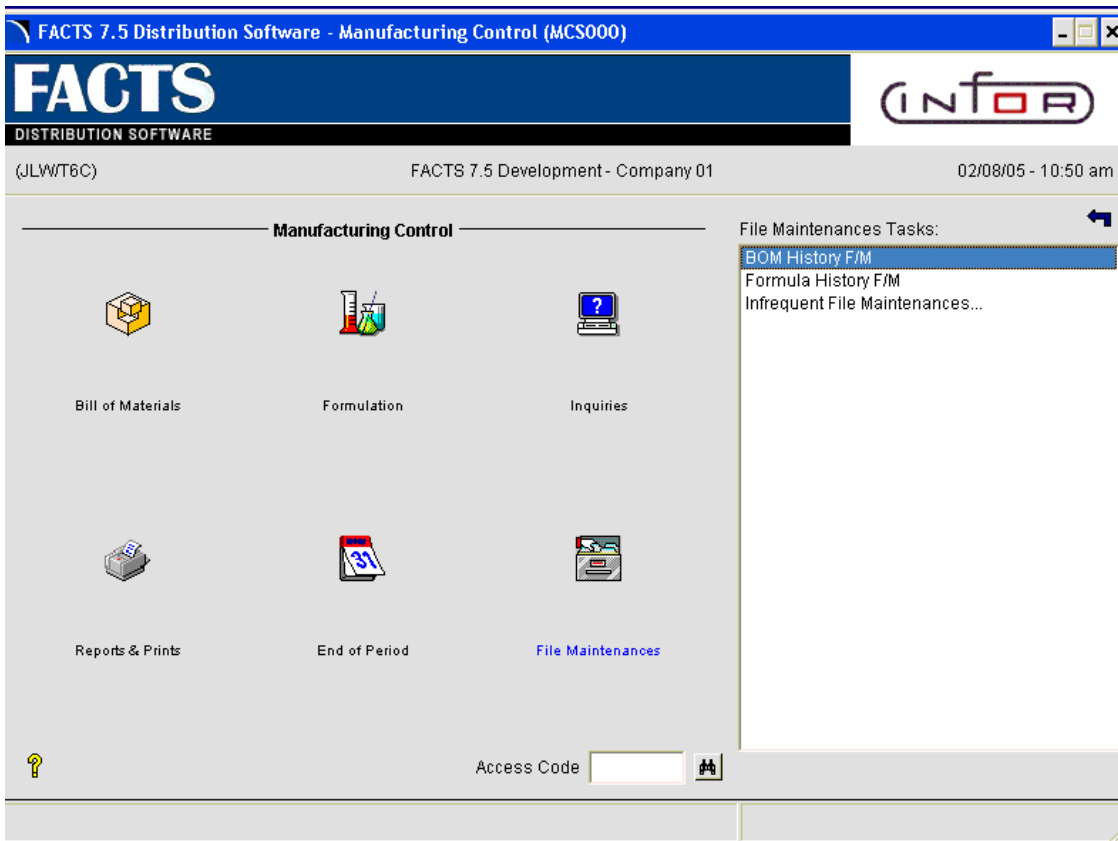 FACTS 7.5 Distribution Software - Manufacturing Control (MCS000)
FACTS
DISTRIBUTION SOFTWARE
INFOR
(JLW/T6C) FACTS 7.5 Development - Company 01 02/08/05 - 10:50 am
Manufacturing Control
Bill of Materials Formulation Inquiries
Reports & Prints End of Period File Maintenances
31
?
?
Access Code
File Maintenances Tasks:
BOM History F/M
Formula History F/M
Infrequent File Maintenances...